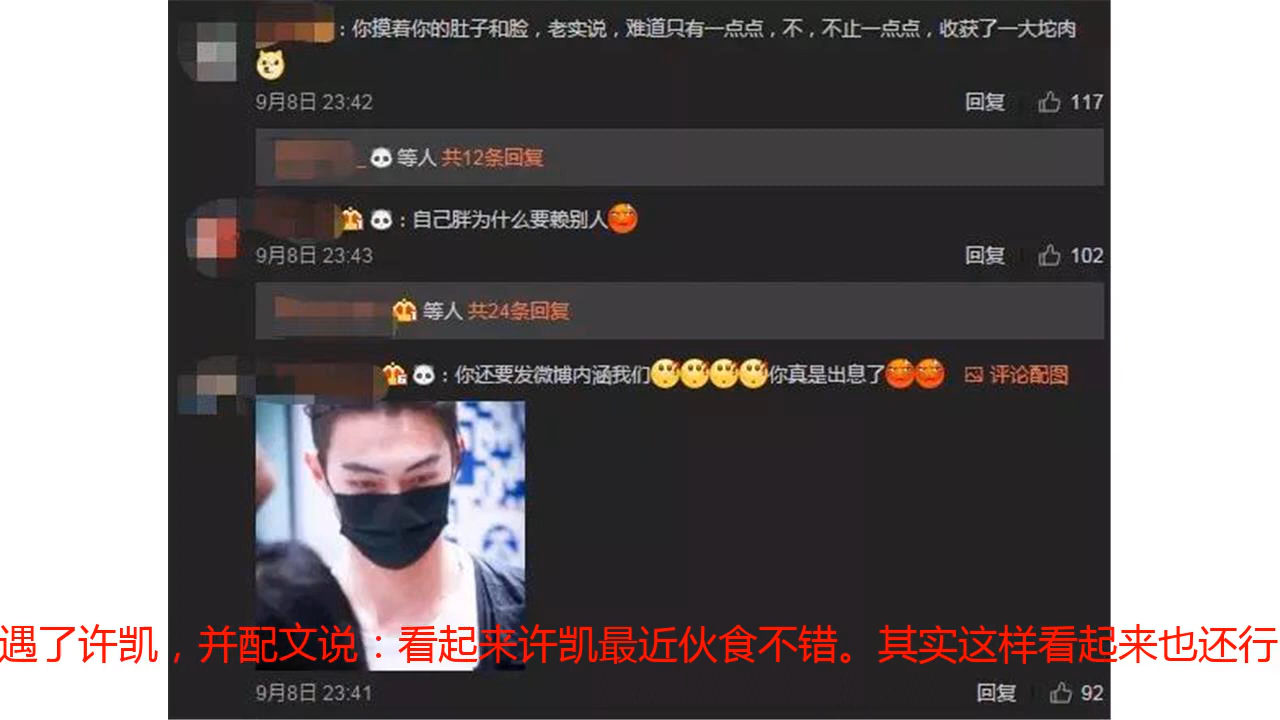 ：你摸着你的肚子和脸，老实说，难道只有一点点，不，不止一点点，收获了一大坨肉
9月8日 23:42 回复 117
等人 共12条回复
：自己胖为什么要赖别人
9月8日 23:43 回复 102
等人 共24条回复
：你还要发微博内涵我们你真是出息了 评论配图
遇了许凯，并配文说：看起来许凯最近伙食不错。其实这样看起来也还行
9月8日 23:41 回复 92